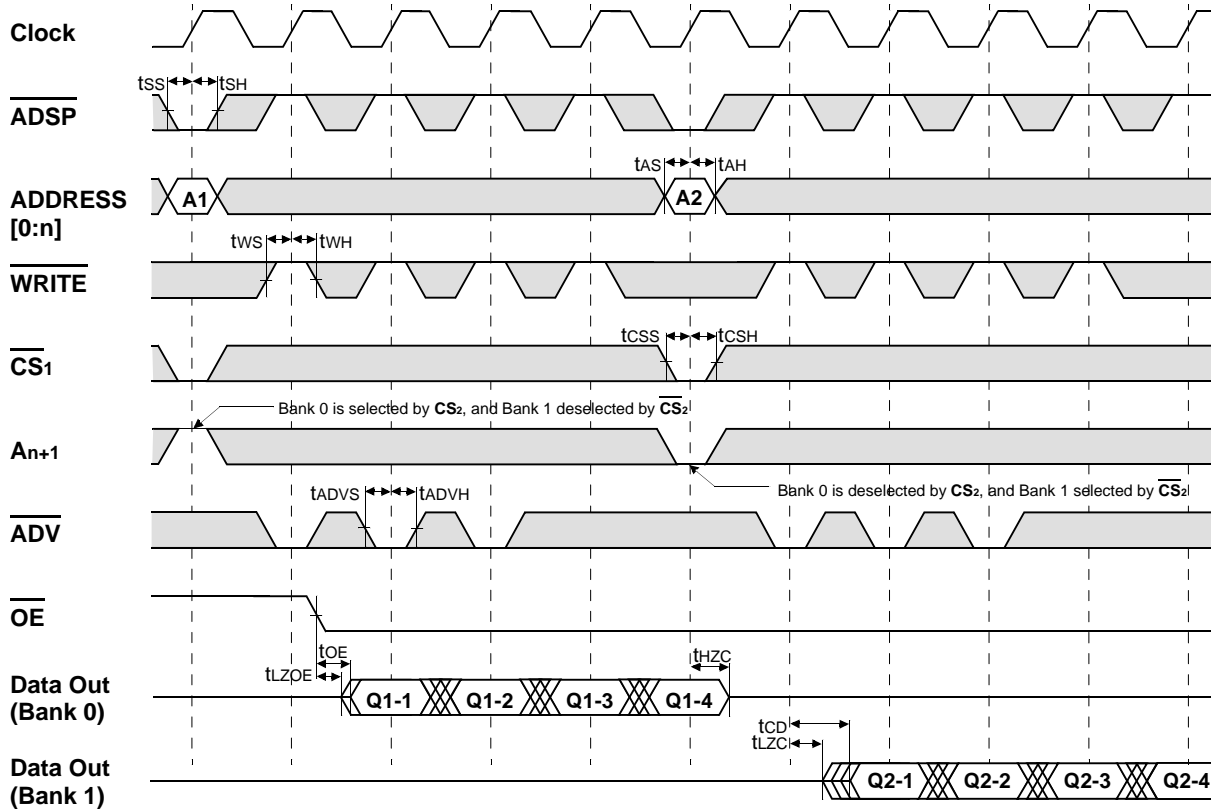 Clock
tSS
tSH
ADSP
tAS
tAH
ADDRESS
[0:n]
A1
A2
tWS
tWH
WRITE
tCSS
tCSH
CS1
Bank 0 is selected by CS2, and Bank 1 deselected by CS2
An+1
Bank 0 is deselected by CS2, and Bank 1 selected by CS2
tADVS
tADVH
ADV
OE
tOE
tLZOE
tHZC
Data Out
(Bank 0)
Q1-1
Q1-2
Q1-3
Q1-4
tCD
tLZC
Data Out
(Bank 1)
Q2-1
Q2-2
Q2-3
Q2-4